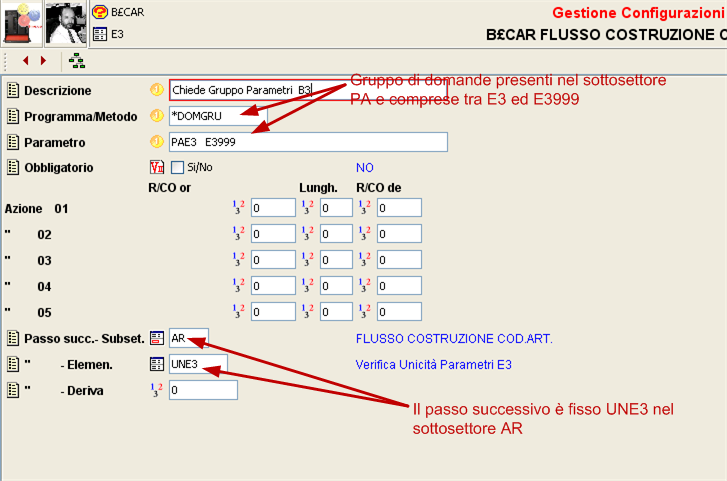 B£CAR
Gestione Configurazioni
E3
B£CAR FLUSSO COSTRUZIONE C
Descrizione Chiede Gruppo Parametri B3
Gruppo di domande presenti nel sottosettore
PA e comprese tra E3 ed E3999
Programma/Metodo *DOMGRU
Parametro PAE3 E3999
Obbligatorio Si/No NO
R/CO or Lungh. R/CO de
Azione 01 0 0 0
" 02 0 0 0
" 03 0 0 0
" 04 0 0 0
" 05 0 0 0
Passo succ.- Subset. AR FLUSSO COSTRUZIONE COD.ART.
" - Elemen. UNE3 Verifica Unicità Parametri E3
" - Deriva 0
Il passo successivo è fisso UNE3 nel
sottosettore AR